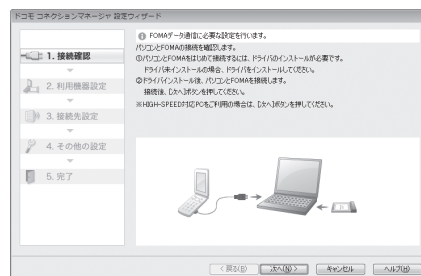 ドコモ コネクションマネージャ 設定ウィザード
FOMAデータ通信に必要な設定を行います。
パソコンとFOMAの接続を確認します。
①パソコンとFOMAをはじめて接続するには、ドライバのインストールが必要です。
ドライバ未インストールの場合、ドライバをインストールしてください。
②ドライバインストール後、パソコンとFOMAを接続します。
接続後、[次へ]ボタンを押してください。
※HIGH-SPEED対応PCをご利用の場合は、[次へ]ボタンを押してください。
1. 接続確認
2. 利用機器設定
3. 接続先設定
4. その他の設定
5. 完了
< 戻る(B)
次へ(N) >
キャンセル
ヘルプ(H)